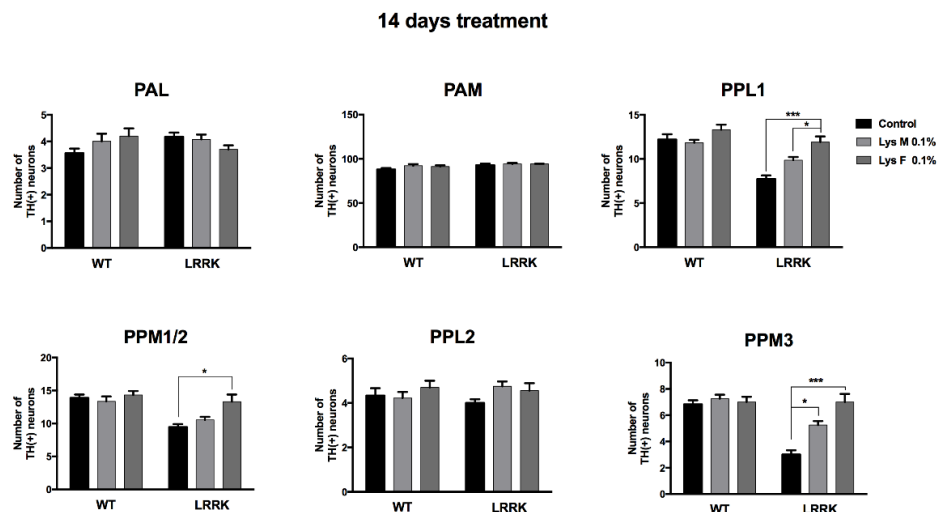 14 days treatment
PAL
Number of
TH(+) neurons
5
4
3
2
1
0
WT
LRRK
PAM
Number of
TH(+) neurons
150
100
50
0
WT
LRRK
PPL1
Number of
TH(+) neurons
15
10
5
0
***
*
WT
LRRK
Control
Lys M 0.1%
Lys F 0.1%
PPM1/2
Number of
TH(+) neurons
20
15
10
5
0
*
WT
LRRK
PPL2
Number of
TH(+) neurons
6
4
2
0
WT
LRRK
PPM3
Number of
TH(+) neurons
8
6
4
2
0
***
*
WT
LRRK